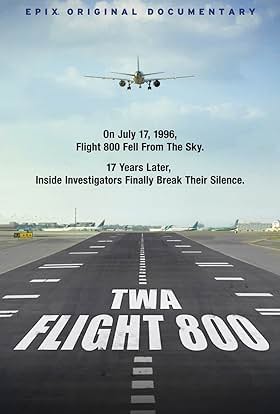 EPIX ORIGINAL DOCUMENTARY
On July 17, 1996,
Flight 800 Fell From The Sky.
17 Years Later,
Inside Investigators Finally Break Their Silence.
TWA
FLIGHT 800